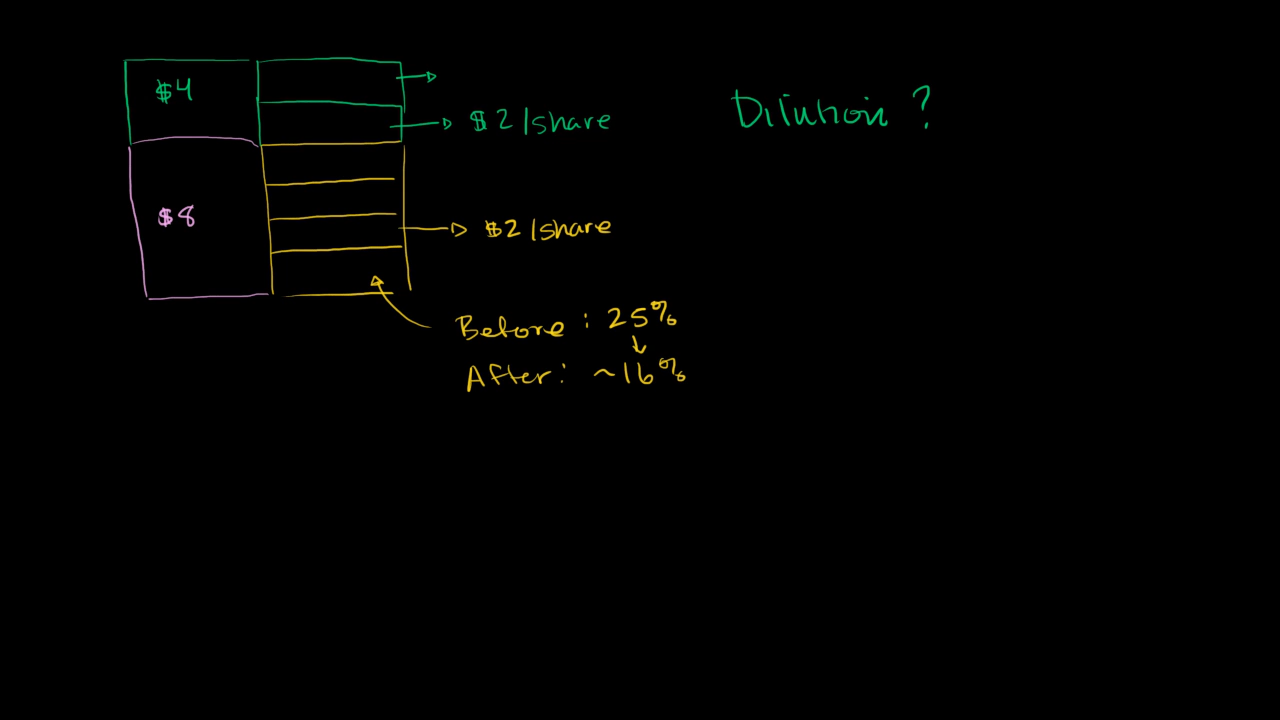 $4
$2/share
Dilution?
$8
$2/share
Before: 25%
After: ~16%